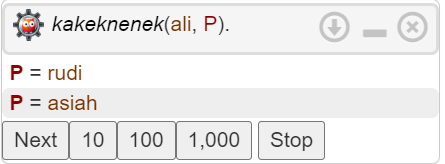 kakeknenek(ali, P).
P = rudi
P = asiah
Next 10 100 1,000 Stop